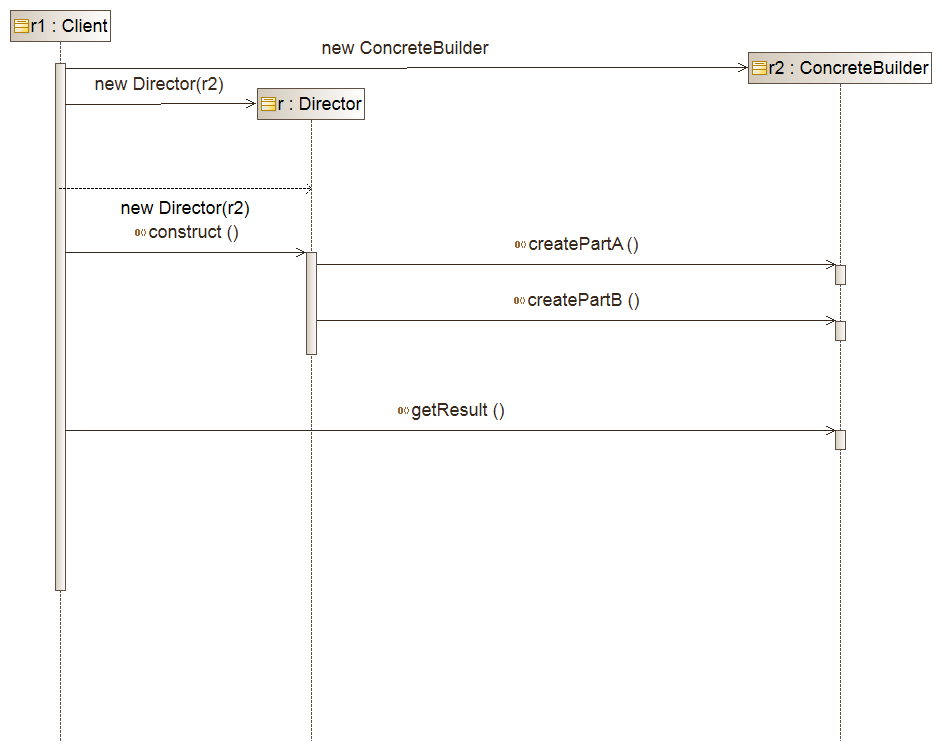 r1 : Client
new ConcreteBuilder
r2 : ConcreteBuilder
new Director(r2)
r : Director
new Director(r2)
construct ()
createPartA ()
createPartB ()
getResult ()